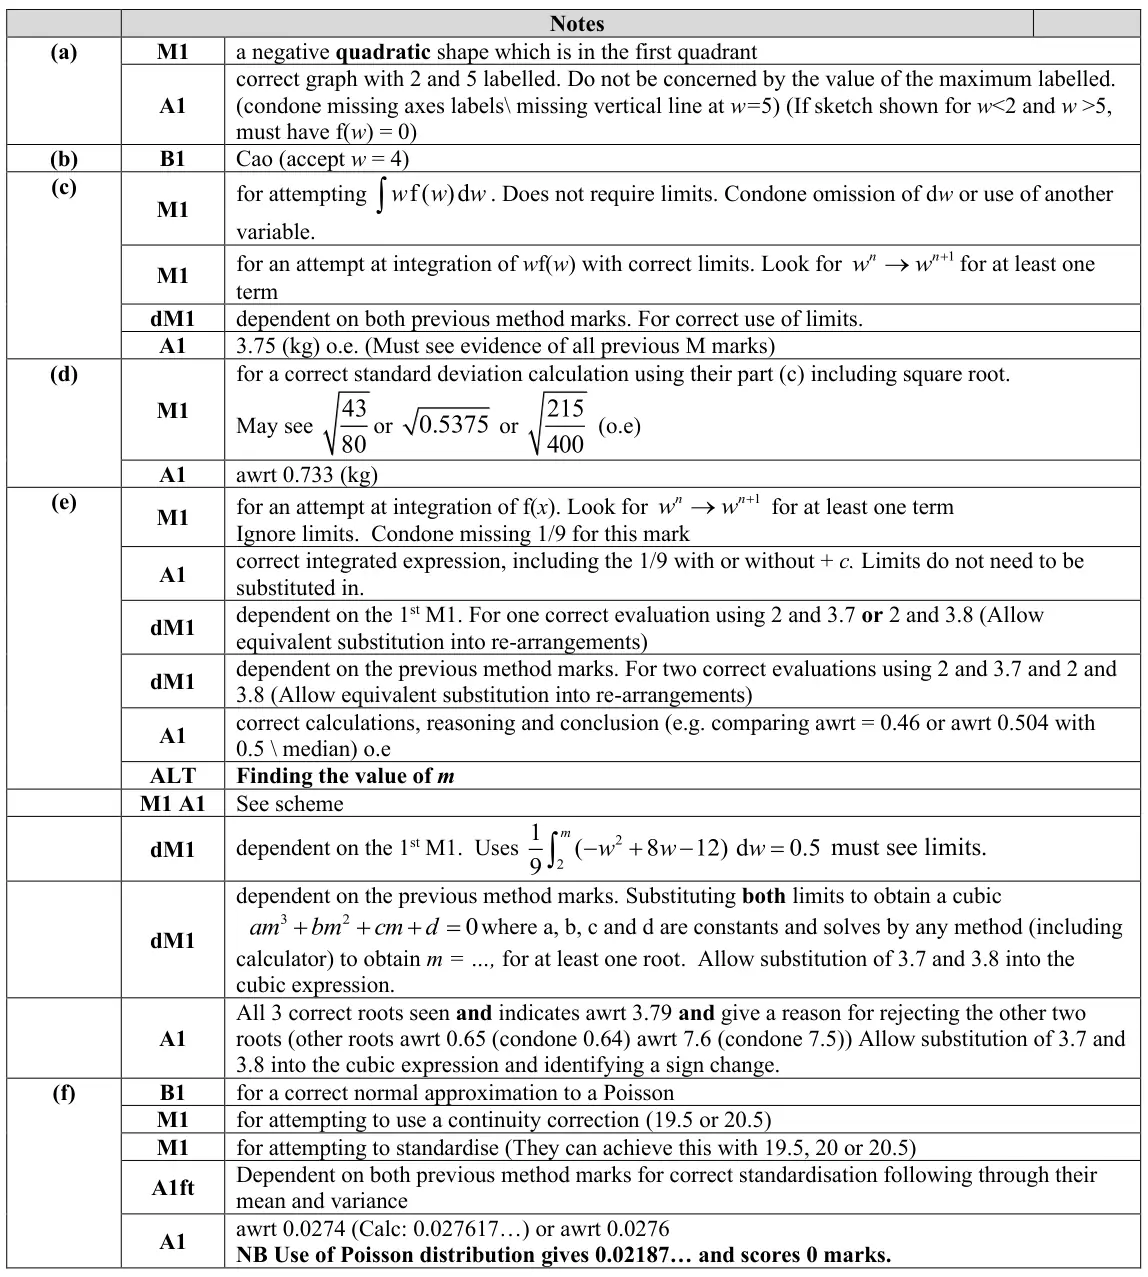 Notes
(a) M1 a negative quadratic shape which is in the first quadrant
A1 correct graph with 2 and 5 labelled. Do not be concerned by the value of the maximum labelled.
(condone missing axes labels\ missing vertical line at w=5) (If sketch shown for w<2 and w >5,
must have f(w) = 0)
(b) B1 Cao (accept w = 4)
(c) M1 for attempting ∫wf(w)dw . Does not require limits. Condone omission of dw or use of another
variable.
M1 for an attempt at integration of wf(w) with correct limits. Look for wⁿ → wⁿ⁺¹ for at least one
term
dM1 dependent on both previous method marks. For correct use of limits.
A1 3.75 (kg) o.e. (Must see evidence of all previous M marks)
(d) M1 for a correct standard deviation calculation using their part (c) including square root.
May see √(43/80) or √0.5375 or √(215/400) (o.e)
A1 awrt 0.733 (kg)
(e) M1 for an attempt at integration of f(x). Look for wⁿ → wⁿ⁺¹ for at least one term
Ignore limits. Condone missing 1/9 for this mark
A1 correct integrated expression, including the 1/9 with or without + c. Limits do not need to be
substituted in.
dM1 dependent on the 1st M1. For one correct evaluation using 2 and 3.7 or 2 and 3.8 (Allow
equivalent substitution into re-arrangements)
dM1 dependent on the previous method marks. For two correct evaluations using 2 and 3.7 and 2 and
3.8 (Allow equivalent substitution into re-arrangements)
A1 correct calculations, reasoning and conclusion (e.g. comparing awrt = 0.46 or awrt 0.504 with
0.5 \ median) o.e
ALT Finding the value of m
M1 A1 See scheme
dM1 dependent on the 1st M1. Uses 1/9 ∫₂ᵐ (−w² + 8w − 12) dw = 0.5 must see limits.
dM1 dependent on the previous method marks. Substituting both limits to obtain a cubic
am³ + bm² + cm + d = 0 where a, b, c and d are constants and solves by any method (including
calculator) to obtain m = ..., for at least one root. Allow substitution of 3.7 and 3.8 into the
cubic expression.
A1 All 3 correct roots seen and indicates awrt 3.79 and give a reason for rejecting the other two
roots (other roots awrt 0.65 (condone 0.64) awrt 7.6 (condone 7.5)) Allow substitution of 3.7 and
3.8 into the cubic expression and identifying a sign change.
(f) B1 for a correct normal approximation to a Poisson
M1 for attempting to use a continuity correction (19.5 or 20.5)
M1 for attempting to standardise (They can achieve this with 19.5, 20 or 20.5)
A1ft Dependent on both previous method marks for correct standardisation following through their
mean and variance
A1 awrt 0.0274 (Calc: 0.027617…) or awrt 0.0276
NB Use of Poisson distribution gives 0.02187… and scores 0 marks.